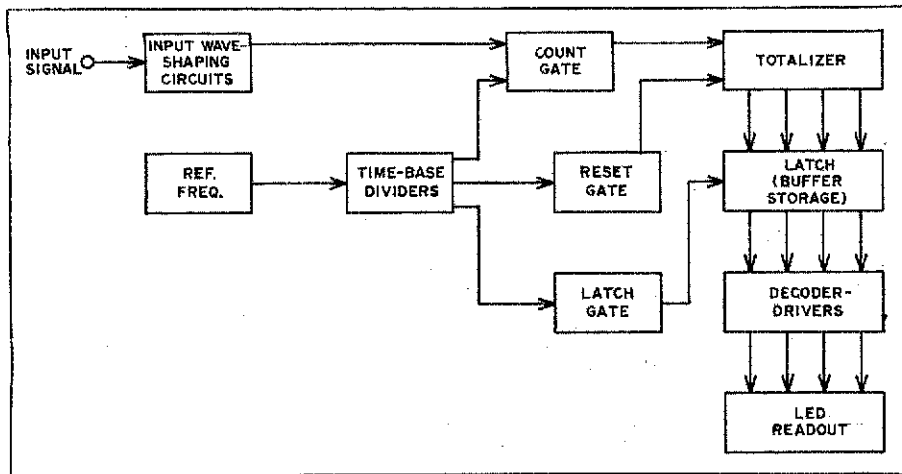 INPUT
SIGNAL
INPUT WAVE-
SHAPING
CIRCUITS
COUNT
GATE
TOTALIZER
REF.
FREQ.
TIME-BASE
DIVIDERS
RESET
GATE
LATCH
(BUFFER
STORAGE)
LATCH
GATE
DECODER-
DRIVERS
LED
READOUT